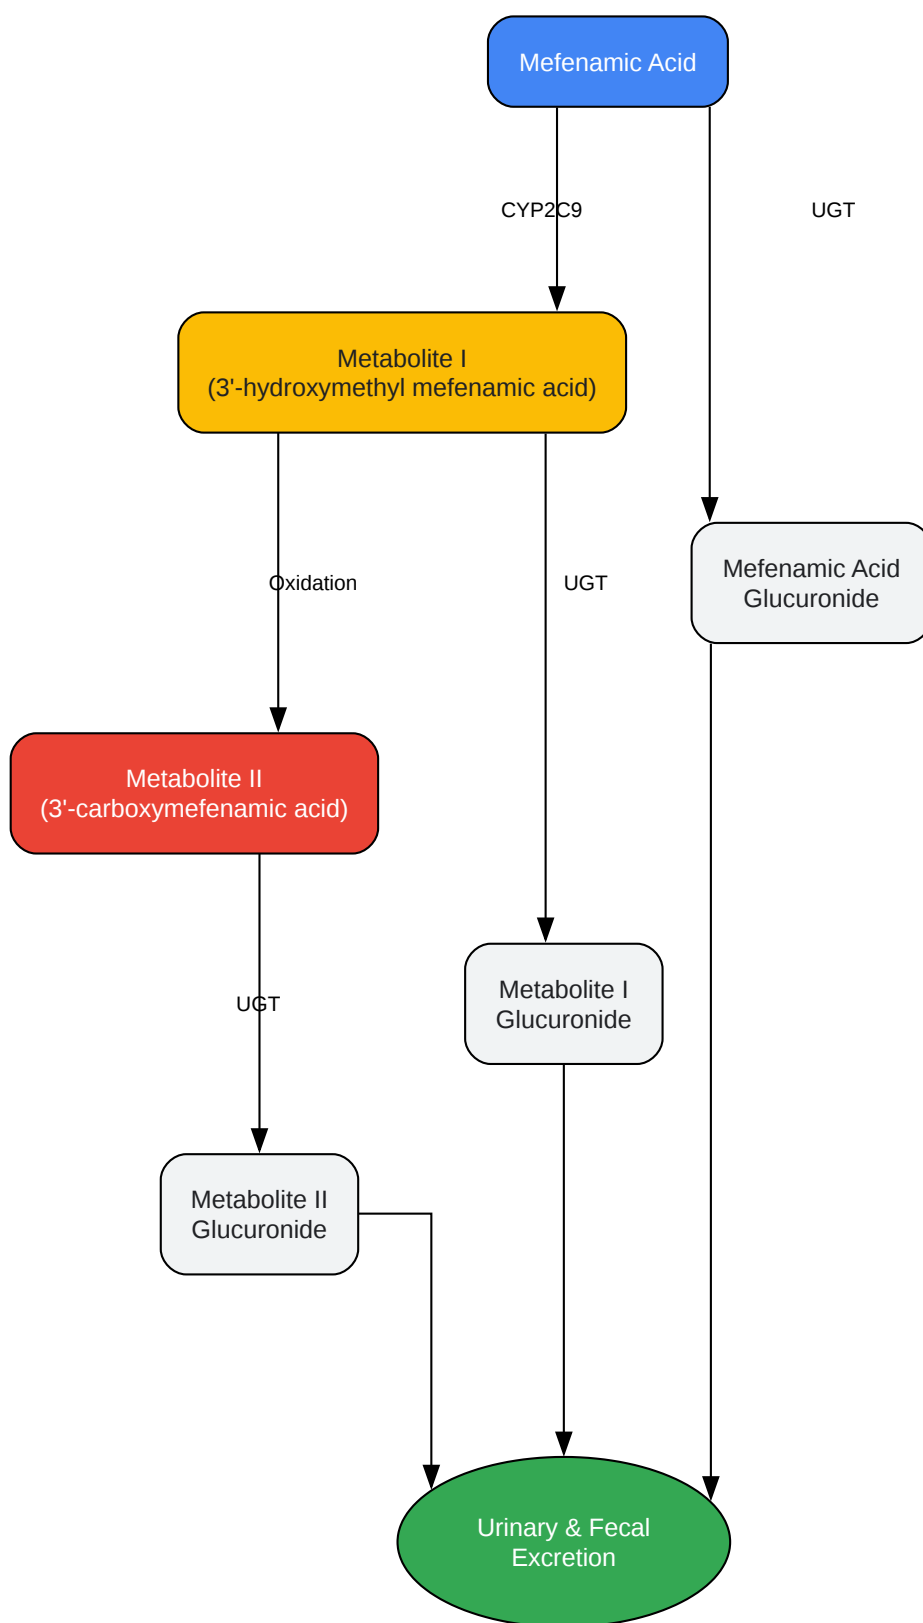 Mefenamic Acid
CYP2C9
UGT
Metabolite I
(3'-hydroxymethyl mefenamic acid)
Oxidation
UGT
Mefenamic Acid
Glucuronide
Metabolite II
(3'-carboxymefenamic acid)
UGT
Metabolite I
Glucuronide
Metabolite II
Glucuronide
Urinary & Fecal
Excretion